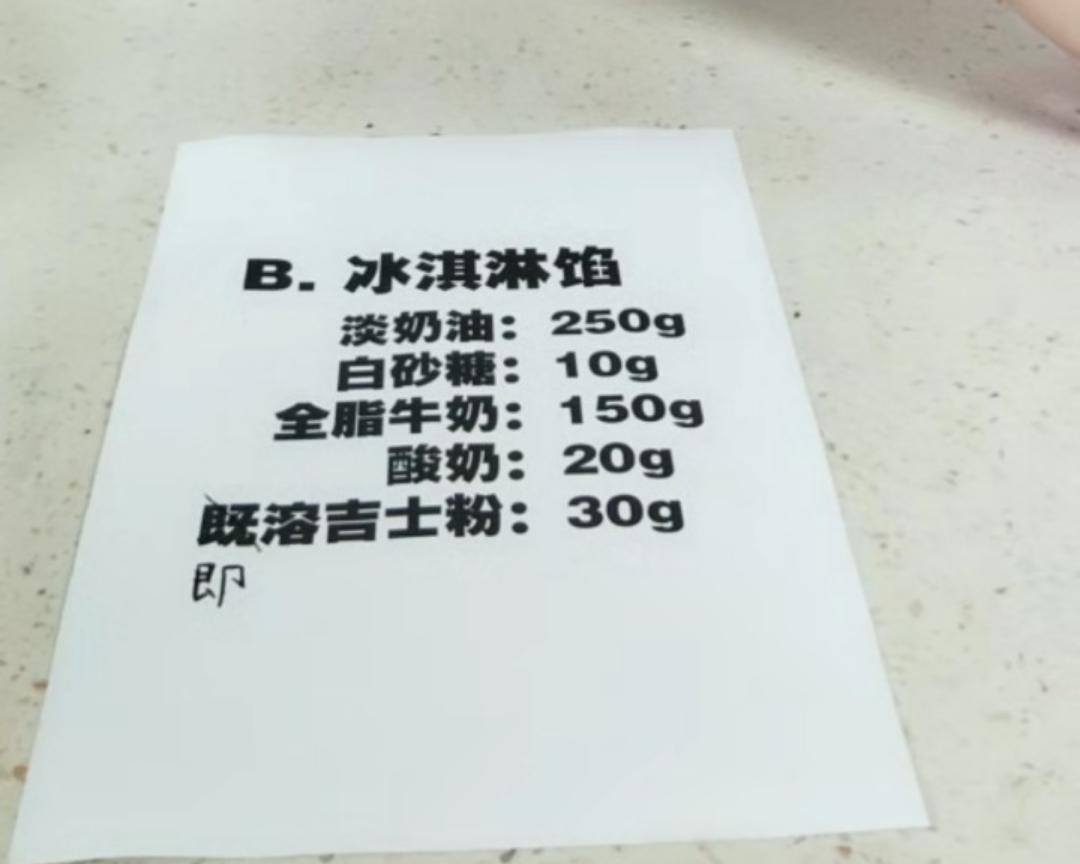 B. 冰淇淋馅
淡奶油：250g
白砂糖：10g
全脂牛奶：150g
酸奶：20g
既溶吉士粉：30g
即